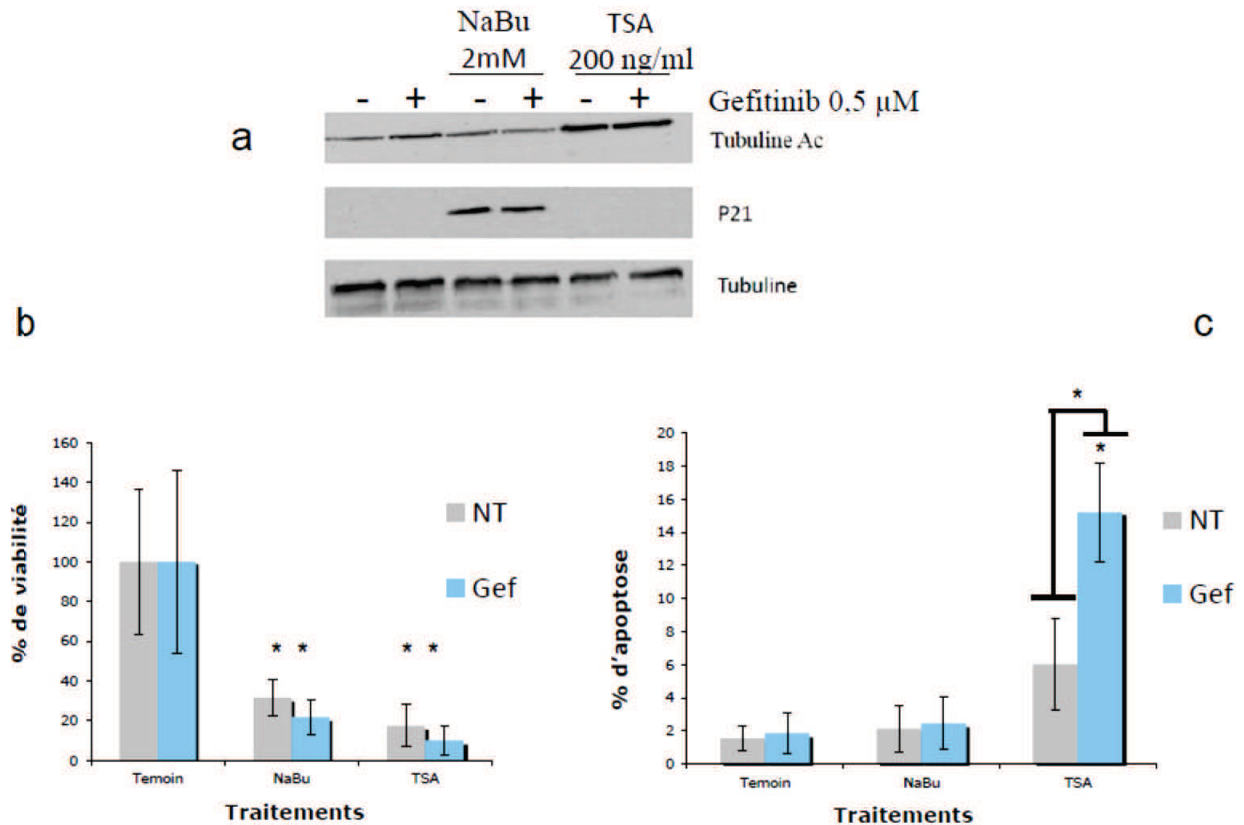 NaBu TSA
2mM 200 ng/ml
- + - + - + Gefitinib 0,5 µM
a
Tubuline Ac
P21
Tubuline
b
c
% de viabilité
160
140
120
100
80
60
40
20
0
* * * *
NT
Gef
Temoin NaBu TSA
Traitements
% d'apoptose
20
18
16
14
12
10
8
6
4
2
0
*
*
NT
Gef
Temoin NaBu TSA
Traitements